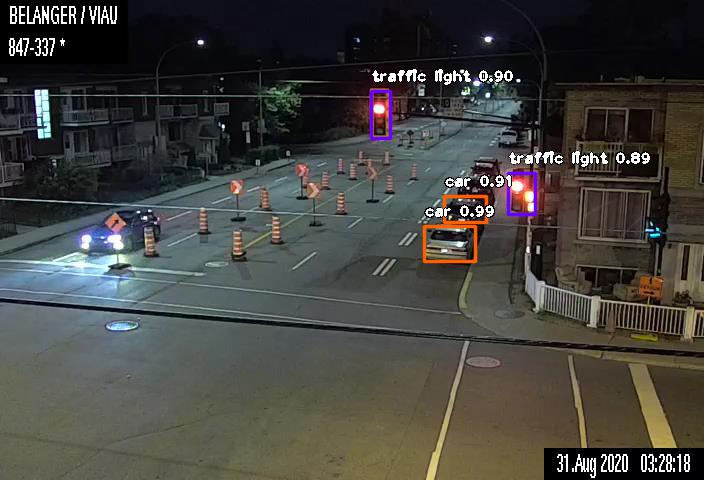 BELANGER / VIAU
847-337 *
traffic light 0.90
traffic light 0.89
car 0.91
car 0.99
31.Aug 2020 03:28:18